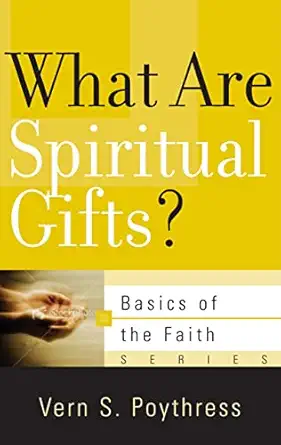 What Are
Spiritual
Gifts?
Basics of
the Faith
SERIES
Vern S. Poythress